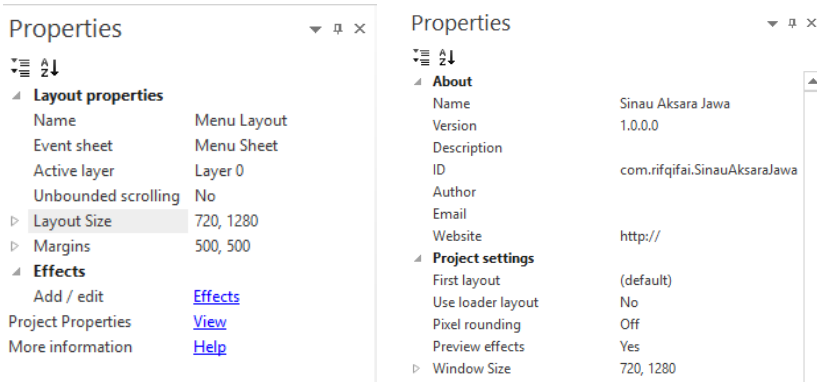 Properties
Layout properties
Name Menu Layout
Event sheet Menu Sheet
Active layer Layer 0
Unbounded scrolling No
Layout Size 720, 1280
Margins 500, 500
Effects
Add / edit Effects
Project Properties View
More information Help
Properties
About
Name Sinau Aksara Jawa
Version 1.0.0.0
Description
ID com.rifqifai.SinauAksaraJawa
Author
Email
Website http://
Project settings
First layout (default)
Use loader layout No
Pixel rounding Off
Preview effects Yes
Window Size 720, 1280